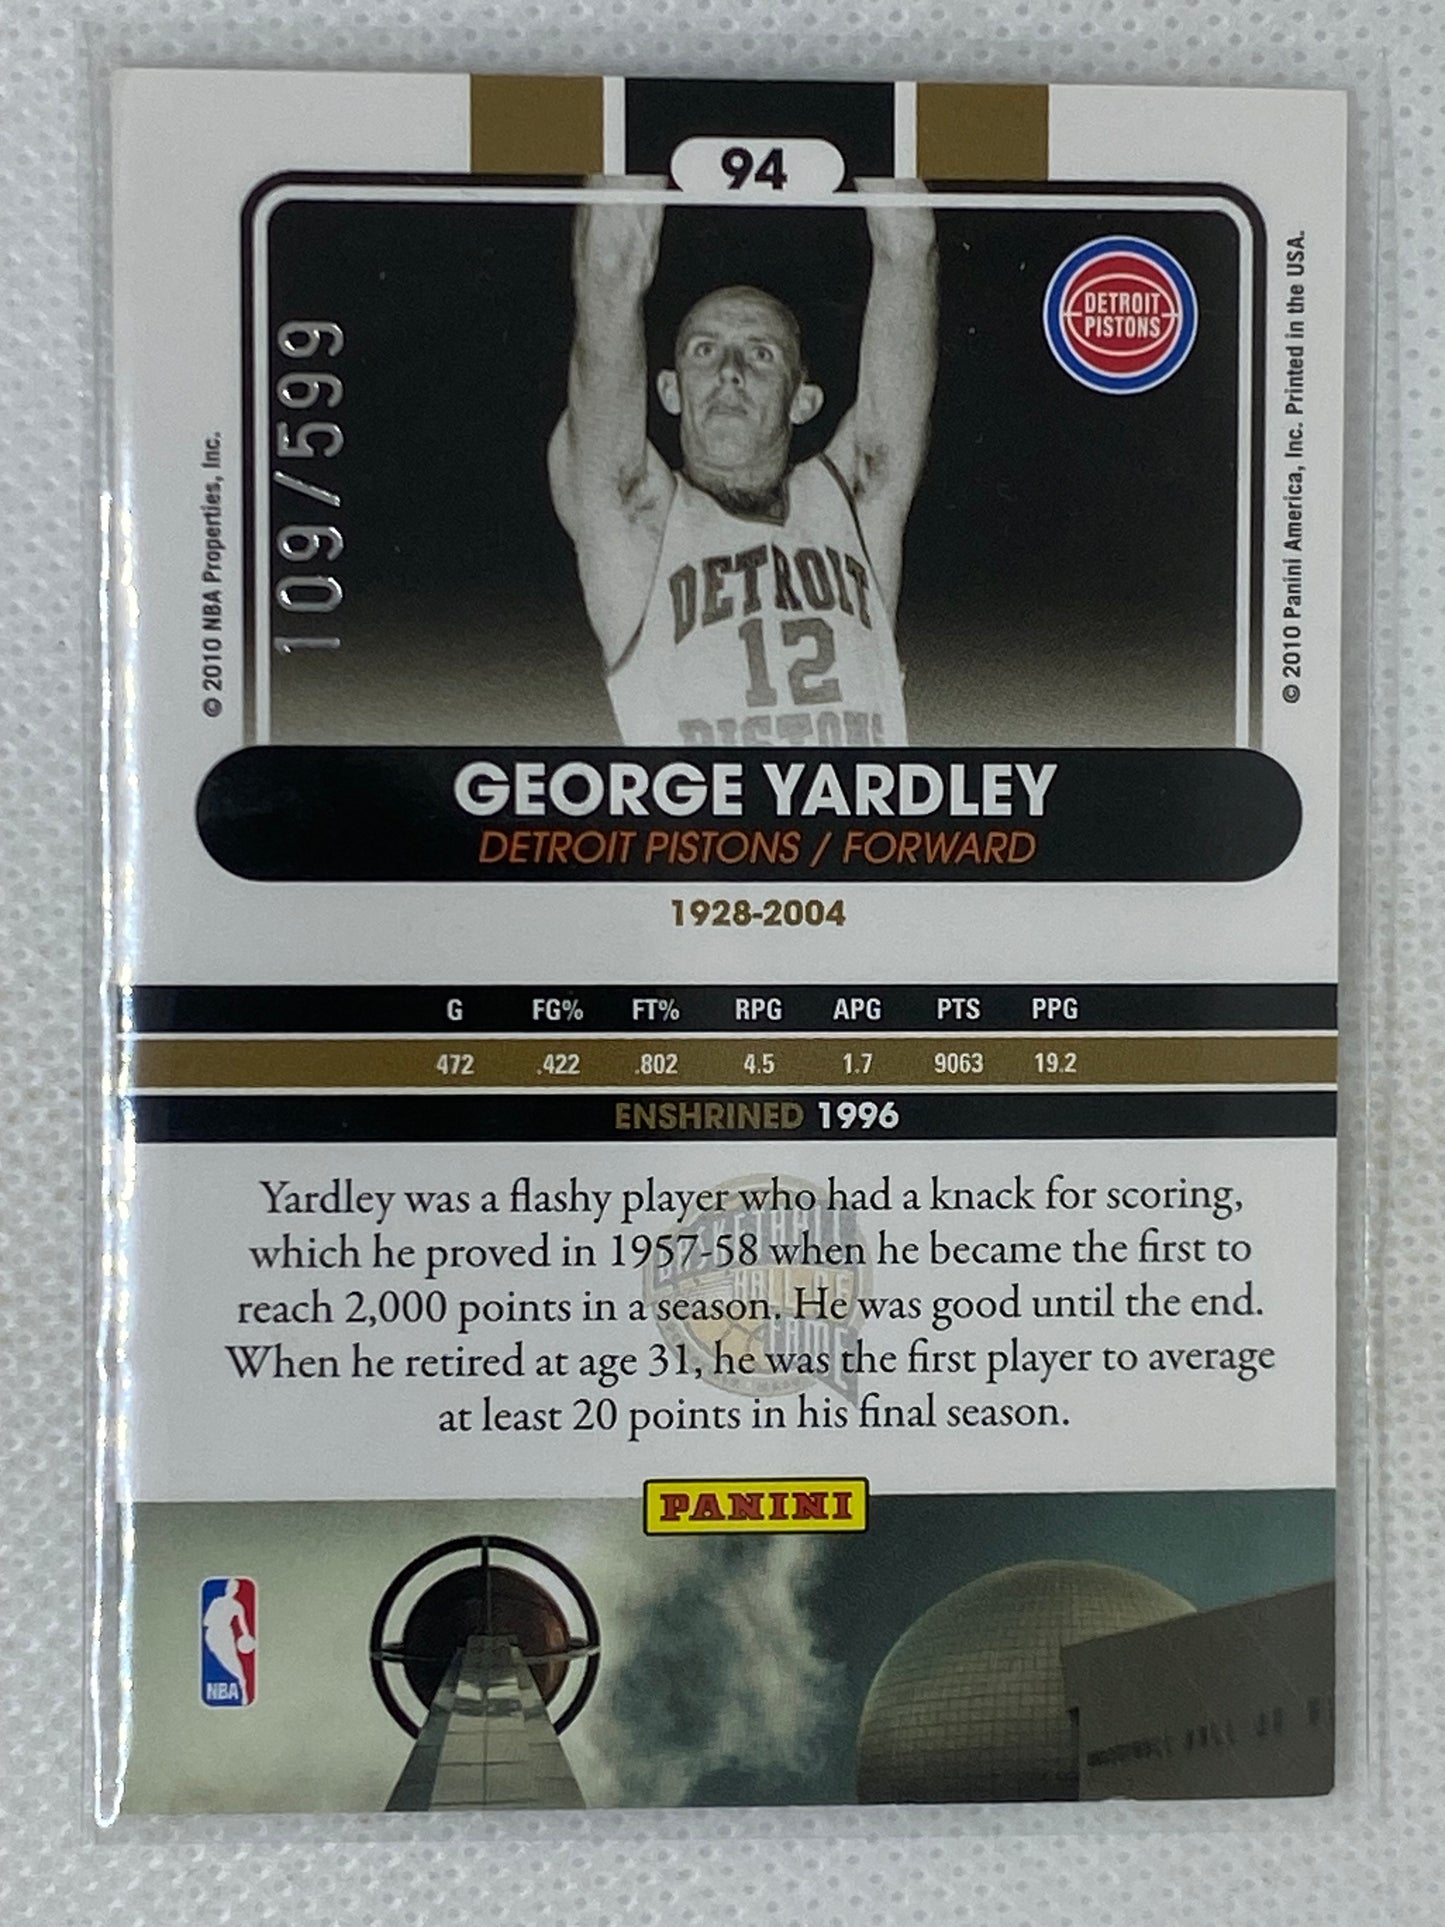 94
DETROIT
PISTONS
109/599
© 2010 NBA Properties, Inc.
© 2010 Panini America, Inc. Printed in the USA.
DETROIT
12
PISTONS
GEORGE YARDLEY
DETROIT PISTONS / FORWARD
1928-2004
G FG% FT% RPG APG PTS PPG
472 .422 .802 4.5 1.7 9063 19.2
ENSHRINED 1996
Yardley was a flashy player who had a knack for scoring,
which he proved in 1957-58 when he became the first to
reach 2,000 points in a season. He was good until the end.
When he retired at age 31, he was the first player to average
at least 20 points in his final season.
BASKETBALL
HALL OF
FAME
PANINI
NBA